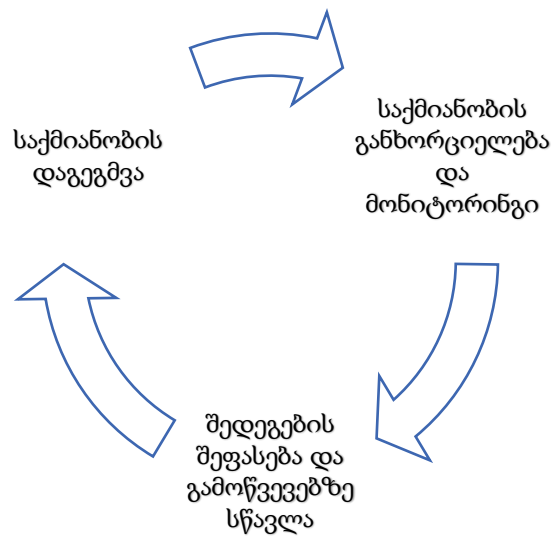 საქმიანობის
დაგეგმვა
საქმიანობის
განხორციელება
და
მონიტორინგი
შედეგების
შეფასება და
გამოწვევებზე
სწავლა